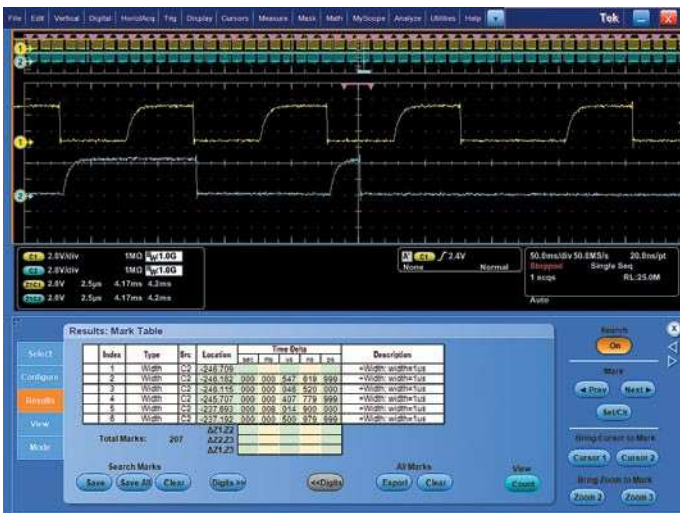 File Edit Vertical Digital Horiz/Acq Trig Display Cursors Measure Mask Math MyScope Analyze Utilities Help Tek
1
2
1
2
C1 2.0V/div 1MΩ BW:1.0G
C2 2.0V/div 1MΩ BW:1.0G
Z1C1 2.0V 2.5µs 4.17ms 4.2ms
Z1C2 2.0V 2.5µs 4.17ms 4.2ms
A' C1 / 2.4V
None Normal
50.0ms/div 50.0MS/s 20.0ns/pt
Stopped Single Seq
1 acqs RL:25.0M
Auto
Results: Mark Table
Select
Configure
Results
View
Mode
Index Type Src Location Time Delta Description
sec ms us ns ps
1 Width C2 -246.709 +Width: width=1us
2 Width C2 -246.162 000 000 547 619 999 +Width: width=1us
3 Width C2 -246.115 000 000 046 520 000 +Width: width=1us
4 Width C2 -245.707 000 000 407 779 999 +Width: width=1us
5 Width C2 -237.693 000 008 014 900 000 +Width: width=1us
6 Width C2 -237.192 000 000 500 979 999 +Width: width=1us
ΔZ1,Z2
ΔZ2,Z3
ΔZ1,Z3
Total Marks: 207
Search Marks
Save Save All Clear
Digits >>
<<Digits
All Marks
Export Clear
View
Count
Search
On
Mark
Prev Next
Set/Clr
Bring Cursor to Mark
Cursor 1 Cursor 2
Bring Zoom to Mark
Zoom 2 Zoom 3